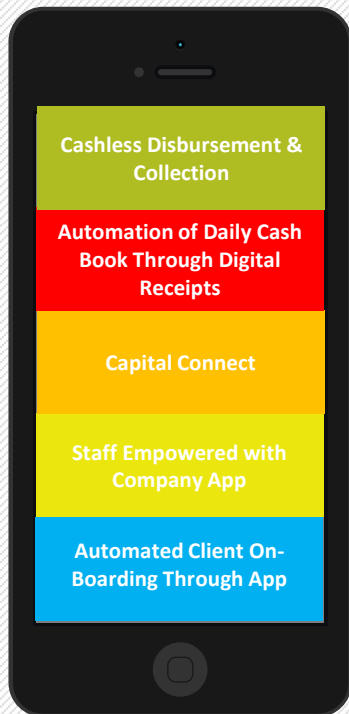 Cashless Disbursement &
Collection
Automation of Daily Cash
Book Through Digital
Receipts
Capital Connect
Staff Empowered with
Company App
Automated Client On-
Boarding Through App